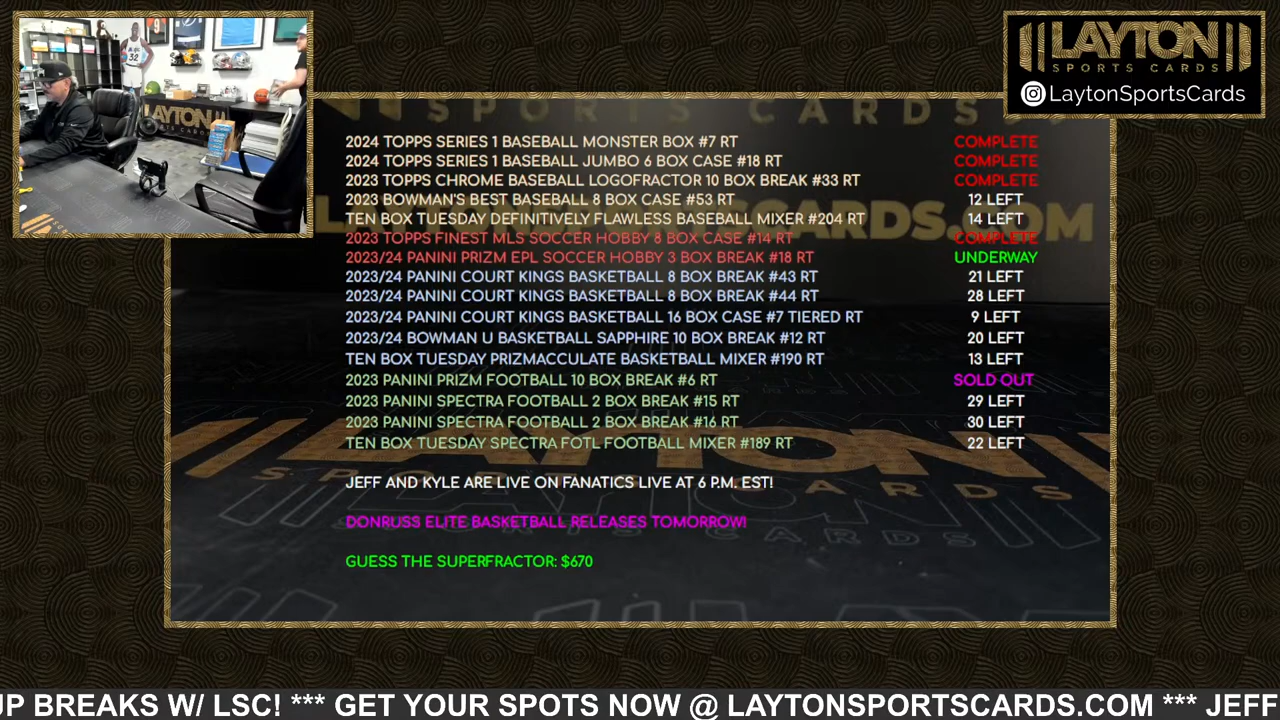 LAYTON
SPORTS CARDS
LaytonSportsCards
32
LAYTON
SPORTS CARDS
2024 TOPPS SERIES 1 BASEBALL MONSTER BOX #7 RT COMPLETE
2024 TOPPS SERIES 1 BASEBALL JUMBO 6 BOX CASE #18 RT COMPLETE
2023 TOPPS CHROME BASEBALL LOGOFRACTOR 10 BOX BREAK #33 RT COMPLETE
2023 BOWMAN'S BEST BASEBALL 8 BOX CASE #53 RT 12 LEFT
TEN BOX TUESDAY DEFINITIVELY FLAWLESS BASEBALL MIXER #204 RT 14 LEFT
2023 TOPPS FINEST MLS SOCCER HOBBY 8 BOX CASE #14 RT COMPLETE
2023/24 PANINI PRIZM EPL SOCCER HOBBY 3 BOX BREAK #18 RT UNDERWAY
2023/24 PANINI COURT KINGS BASKETBALL 8 BOX BREAK #43 RT 21 LEFT
2023/24 PANINI COURT KINGS BASKETBALL 8 BOX BREAK #44 RT 28 LEFT
2023/24 PANINI COURT KINGS BASKETBALL 16 BOX CASE #7 TIERED RT 9 LEFT
2023/24 BOWMAN U BASKETBALL SAPPHIRE 10 BOX BREAK #12 RT 20 LEFT
TEN BOX TUESDAY PRIZMACCULATE BASKETBALL MIXER #190 RT 13 LEFT
2023 PANINI PRIZM FOOTBALL 10 BOX BREAK #6 RT SOLD OUT
2023 PANINI SPECTRA FOOTBALL 2 BOX BREAK #15 RT 29 LEFT
2023 PANINI SPECTRA FOOTBALL 2 BOX BREAK #16 RT 30 LEFT
TEN BOX TUESDAY SPECTRA FOTL FOOTBALL MIXER #189 RT 22 LEFT
JEFF AND KYLE ARE LIVE ON FANATICS LIVE AT 6 P.M. EST!
DONRUSS ELITE BASKETBALL RELEASES TOMORROW!
GUESS THE SUPERFRACTOR: $670
UP BREAKS W/ LSC! *** GET YOUR SPOTS NOW @ LAYTONSPORTSCARDS.COM *** JEFF